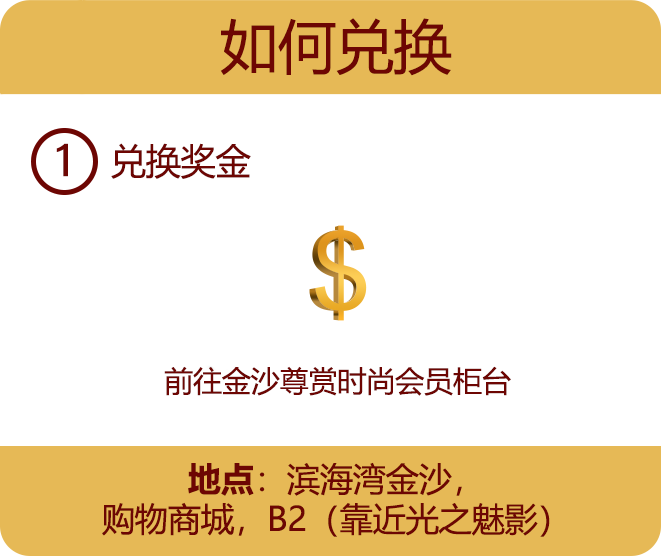 如何兑换
1 兑换奖金
$
前往金沙尊赏时尚会员柜台
地点：滨海湾金沙，
购物商城，B2（靠近光之魅影）